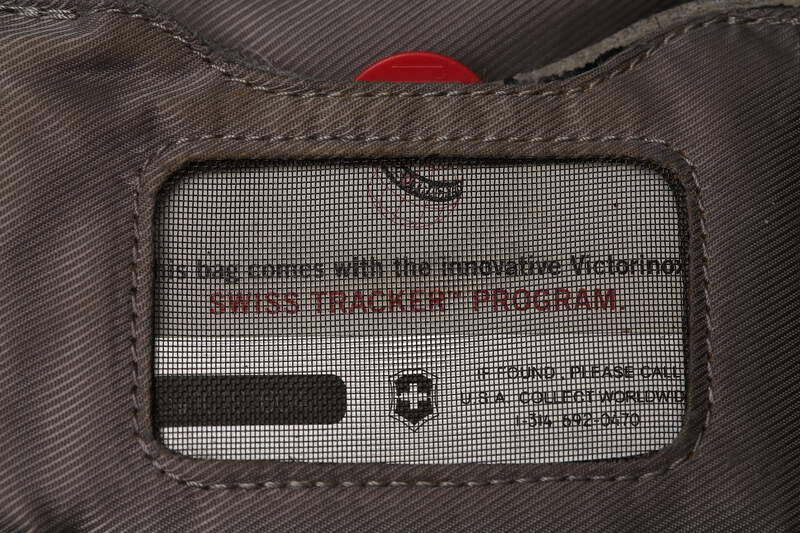 is bag comes with the innovative Victorinox
SWISS TRACKER™ PROGRAM.
IF FOUND, PLEASE CALL
U.S.A. COLLECT WORLDWID
1-314-692-0470